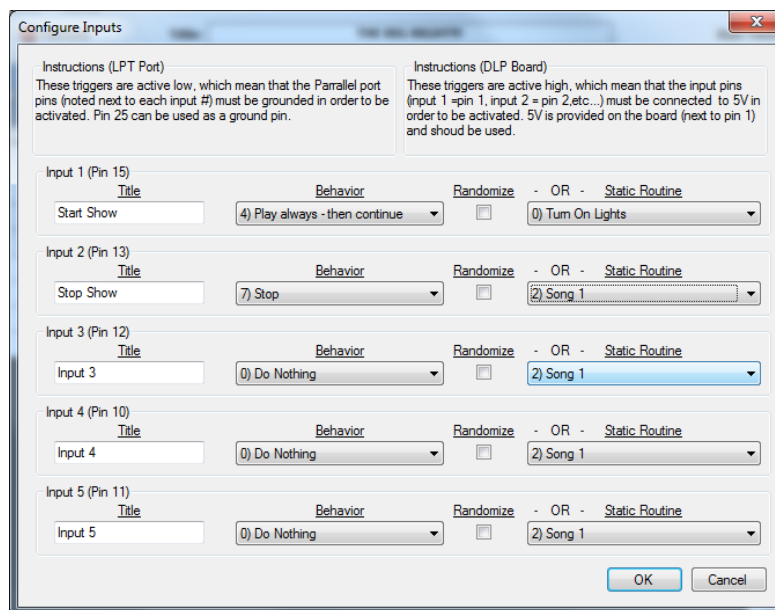 Configure Inputs
Instructions (LPT Port)
These triggers are active low, which mean that the Parrallel port
pins (noted next to each input #) must be grounded in order to be
activated. Pin 25 can be used as a ground pin.
Instructions (DLP Board)
These triggers are active high, which mean that the input pins
(input 1 =pin 1, input 2 = pin 2,etc...) must be connected to 5V in
order to be activated. 5V is provided on the board (next to pin 1)
and shoud be used.
Input 1 (Pin 15)
Title Behavior Randomize - OR - Static Routine
Start Show 4) Play always - then continue 0) Turn On Lights
Input 2 (Pin 13)
Title Behavior Randomize - OR - Static Routine
Stop Show 7) Stop 2) Song 1
Input 3 (Pin 12)
Title Behavior Randomize - OR - Static Routine
Input 3 0) Do Nothing 2) Song 1
Input 4 (Pin 10)
Title Behavior Randomize - OR - Static Routine
Input 4 0) Do Nothing 2) Song 1
Input 5 (Pin 11)
Title Behavior Randomize - OR - Static Routine
Input 5 0) Do Nothing 2) Song 1
OK Cancel